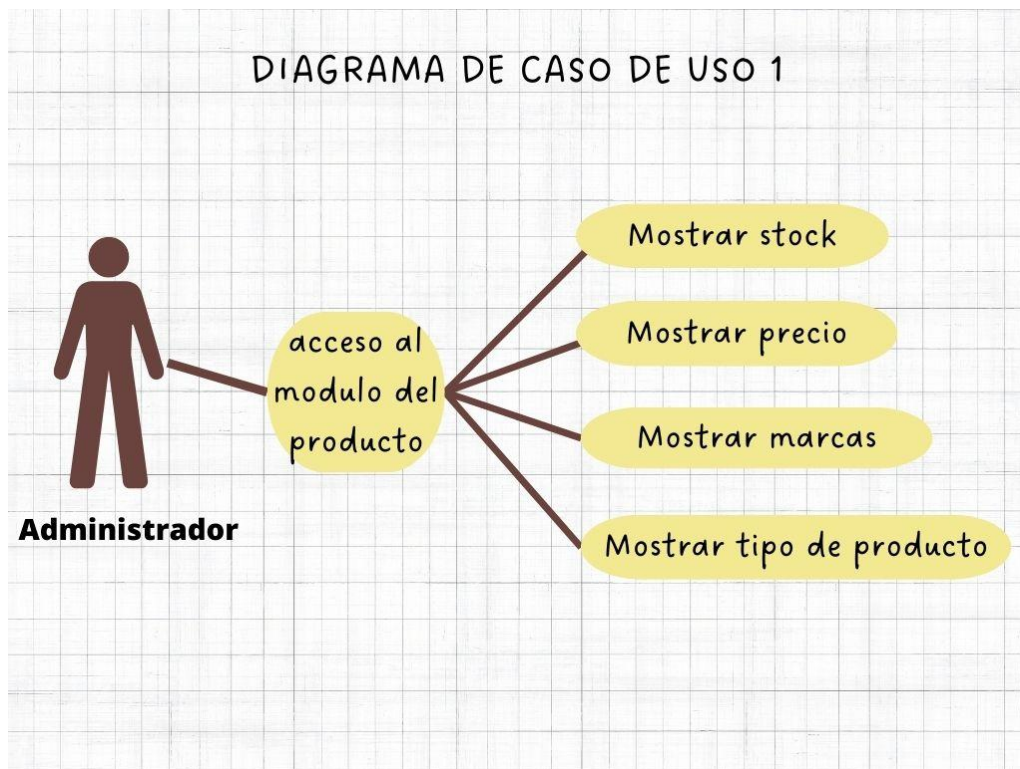 DIAGRAMA DE CASO DE USO 1
Mostrar stock
Mostrar precio
acceso al
modulo del
producto
Mostrar marcas
Mostrar tipo de producto
Administrador